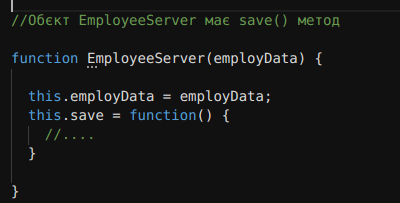 //Обєкт EmployeeServer має save() метод
function EmployeeServer(employData) {
this.employData = employData;
this.save = function() {
//....
}
}